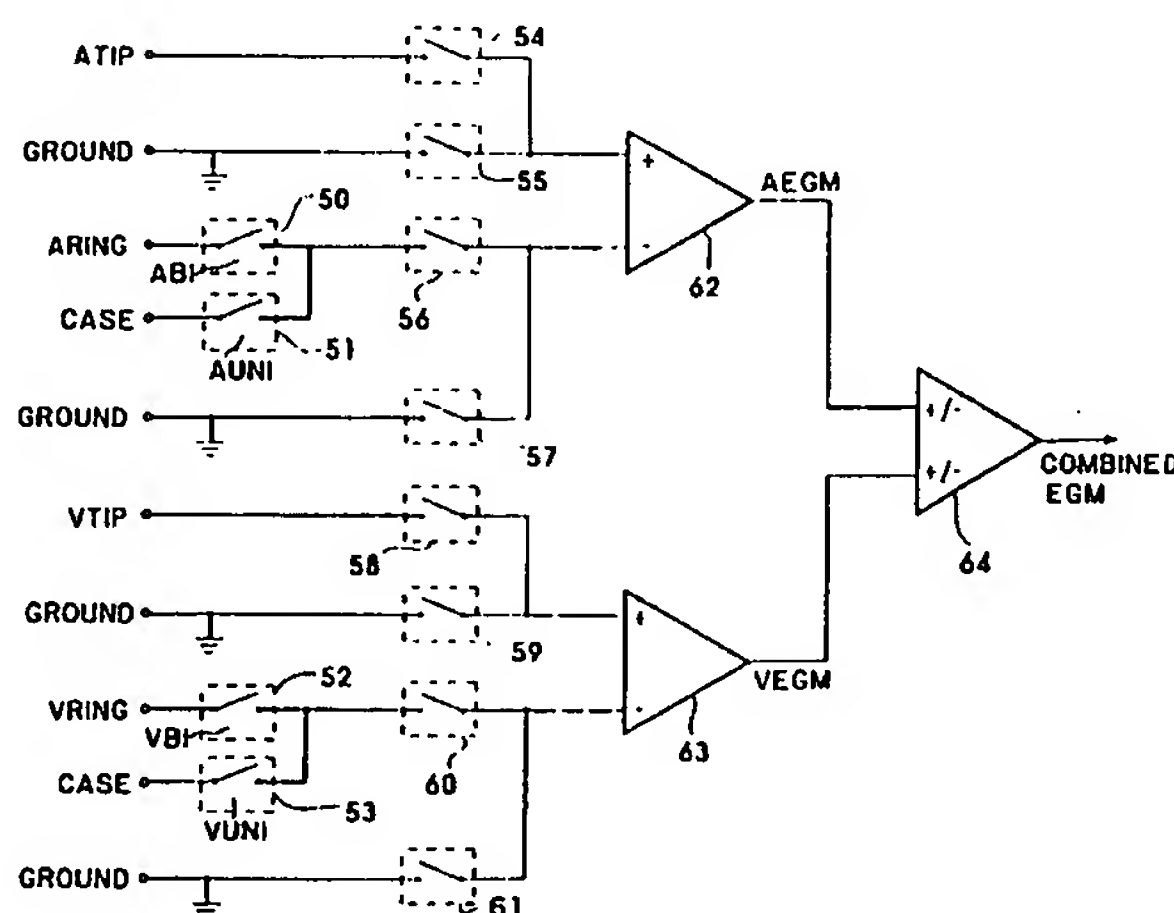 ATIP
54
GROUND
55
+
AEGM
ARING
50
ABI
56
-
62
CASE
51
AUNI
GROUND
57
+/-
+/-
COMBINED
EGM
64
VTIP
58
GROUND
59
+
VEGM
VRING
52
VBI
60
-
63
CASE
53
VUNI
GROUND
61